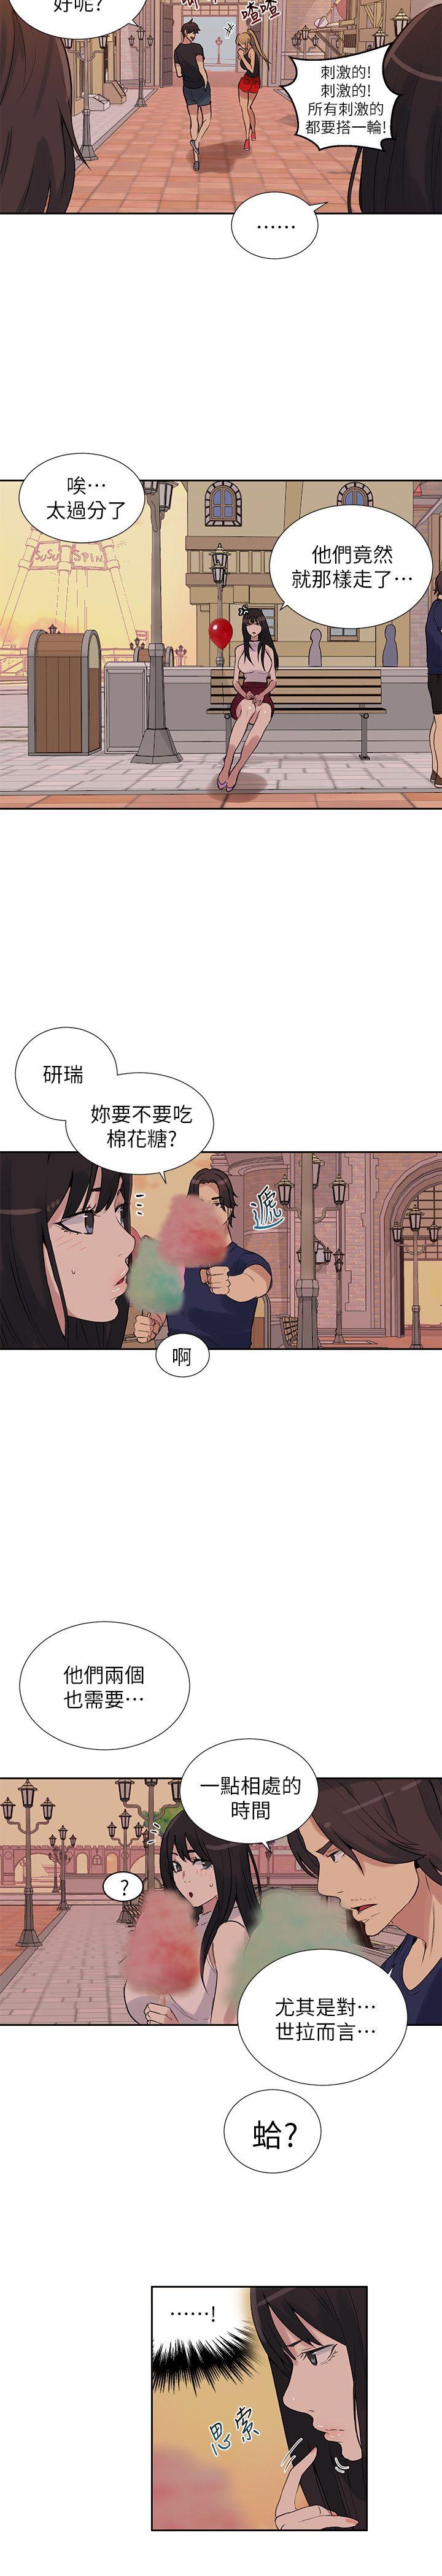 好呢?
喳喳
刺激的!
刺激的!
所有刺激的
都要搭一輪!
⋯⋯
唉⋯
太過分了
他們竟然
就那樣走了⋯
SUSU SPIN
研瑞
妳要不要吃
棉花糖?
遞
啊
他們兩個
也需要⋯
一點相處的
時間
?
尤其是對⋯
世拉而言⋯
蛤?
⋯⋯!
思索